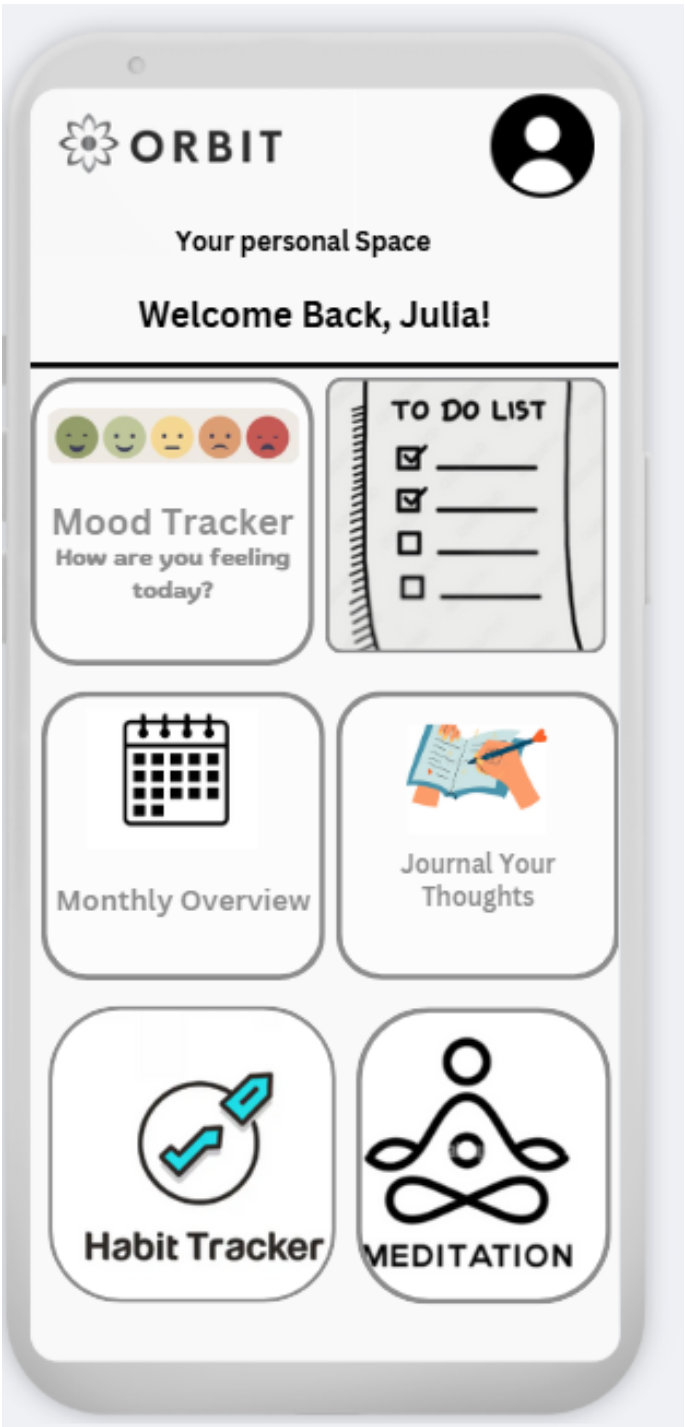 ORBIT
Your personal Space
Welcome Back, Julia!
Mood Tracker
How are you feeling
today?
TO DO LIST
Monthly Overview
Journal Your
Thoughts
Habit Tracker
MEDITATION